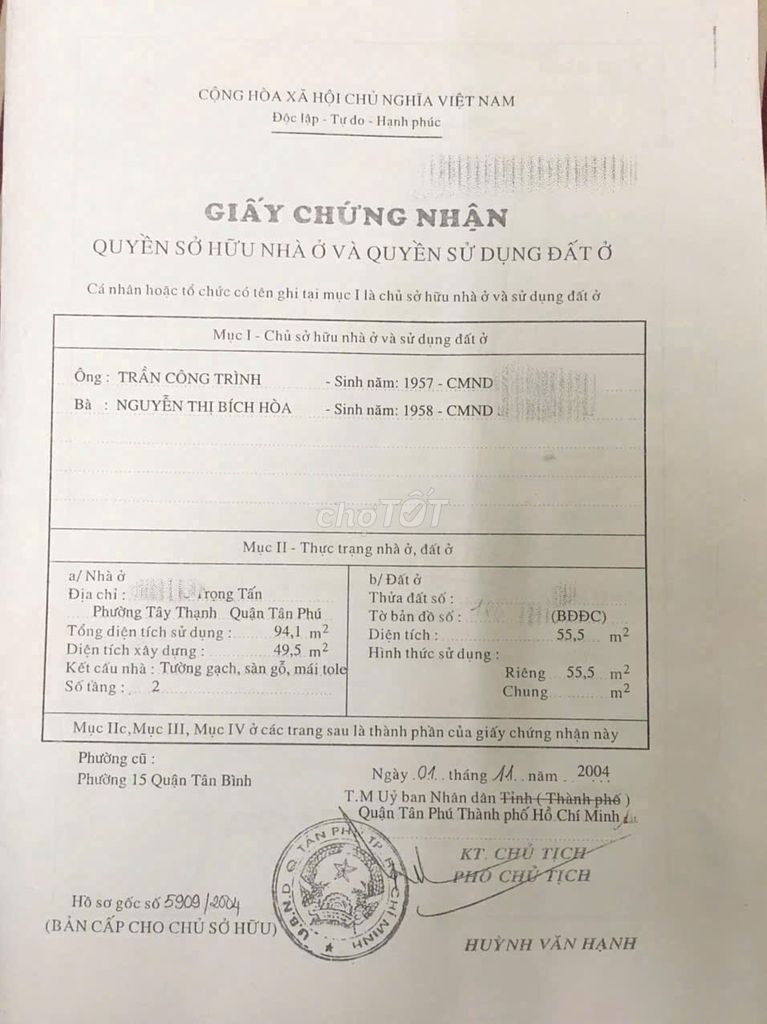 CỘNG HÒA XÃ HỘI CHỦ NGHĨA VIỆT NAM
Độc lập - Tự do - Hạnh phúc
GIẤY CHỨNG NHẬN
QUYỀN SỞ HỮU NHÀ Ở VÀ QUYỀN SỬ DỤNG ĐẤT Ở
Cá nhân hoặc tổ chức có tên ghi tại mục I là chủ sở hữu nhà ở và sử dụng đất ở
Mục I - Chủ sở hữu nhà ở và sử dụng đất ở
Ông : TRẦN CÔNG TRÌNH - Sinh năm: 1957 - CMND
Bà : NGUYỄN THỊ BÍCH HÒA - Sinh năm: 1958 - CMND
chợTỐT
Mục II - Thực trạng nhà ở, đất ở
a/ Nhà ở
Địa chỉ : Trọng Tấn
Phường Tây Thạnh Quận Tân Phú
Tổng diện tích sử dụng : 94,1 m²
Diện tích xây dựng : 49,5 m²
Kết cấu nhà : Tường gạch, sàn gỗ, mái tole
Số tầng : 2
b/ Đất ở
Thửa đất số :
Tờ bản đồ số : (BĐĐC)
Diện tích : 55,5 m²
Hình thức sử dụng :
Riêng 55,5 m²
Chung m²
Mục IIc, Mục III, Mục IV ở các trang sau là thành phần của giấy chứng nhận này
Phường cũ :
Phường 15 Quận Tân Bình
Ngày 01 tháng 11 năm 2004
T.M Uỷ ban Nhân dân Tỉnh ( Thành phố )
Quận Tân Phú Thành phố Hồ Chí Minh
KT. CHỦ TỊCH
PHÓ CHỦ TỊCH
U.B.N.D Q. TÂN PHÚ T.P. HỒ CHÍ MINH
Hồ sơ gốc số 5909/2004
(BẢN CẤP CHO CHỦ SỞ HỮU)
HUỲNH VĂN HẠNH